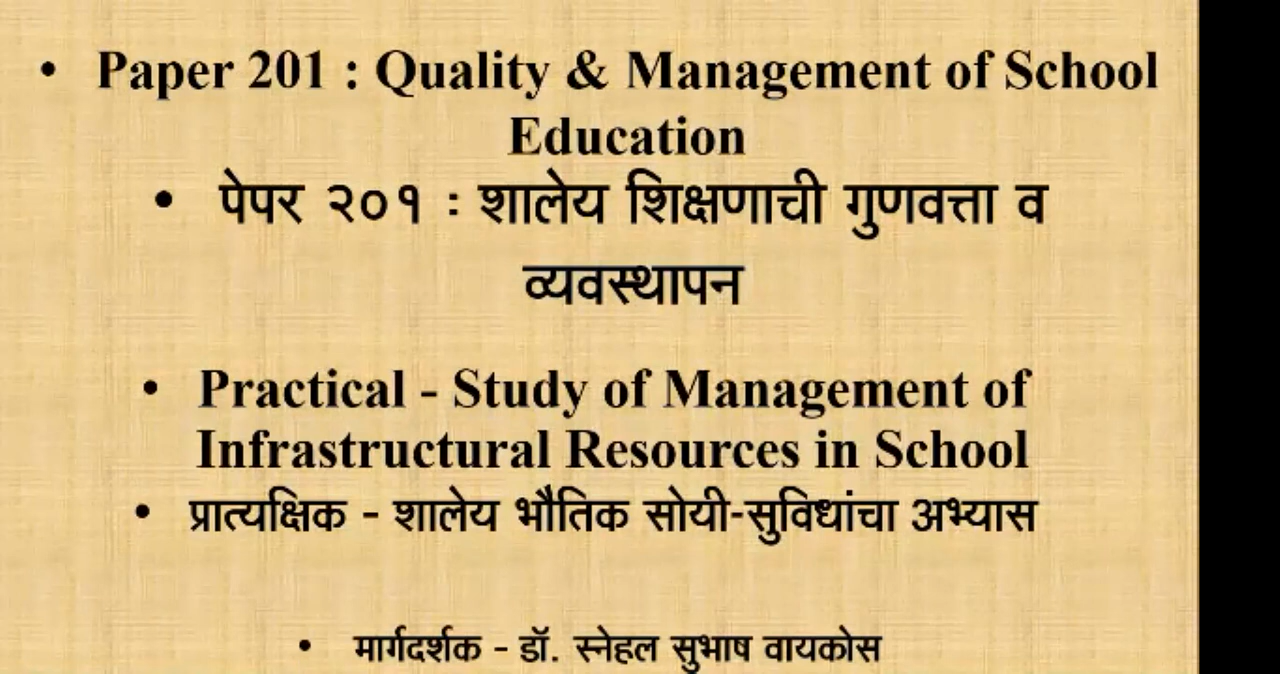 • Paper 201 : Quality & Management of School
Education
• पेपर २०१ : शालेय शिक्षणाची गुणवत्ता व
व्यवस्थापन
• Practical - Study of Management of
Infrastructural Resources in School
• प्रात्यक्षिक - शालेय भौतिक सोयी-सुविधांचा अभ्यास
• मार्गदर्शक - डॉ. स्नेहल सुभाष वायकोस